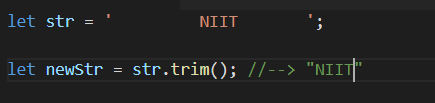 let str = '           NIIT         ';
let newStr = str.trim(); //--> "NIIT"